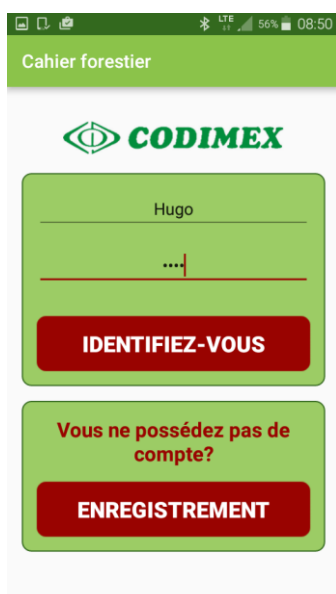 LTE 56% 08:50
Cahier forestier
CODIMEX
Hugo
••••
IDENTIFIEZ-VOUS
Vous ne possédez pas de
compte?
ENREGISTREMENT